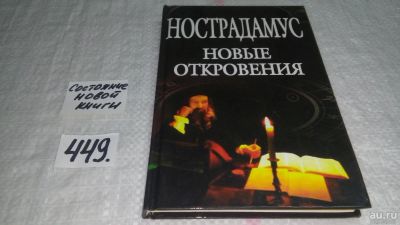 НОСТРАДАМУС
НОВЫЕ
ОТКРОВЕНИЯ
Состояние
новой
книги
449.
au.ru